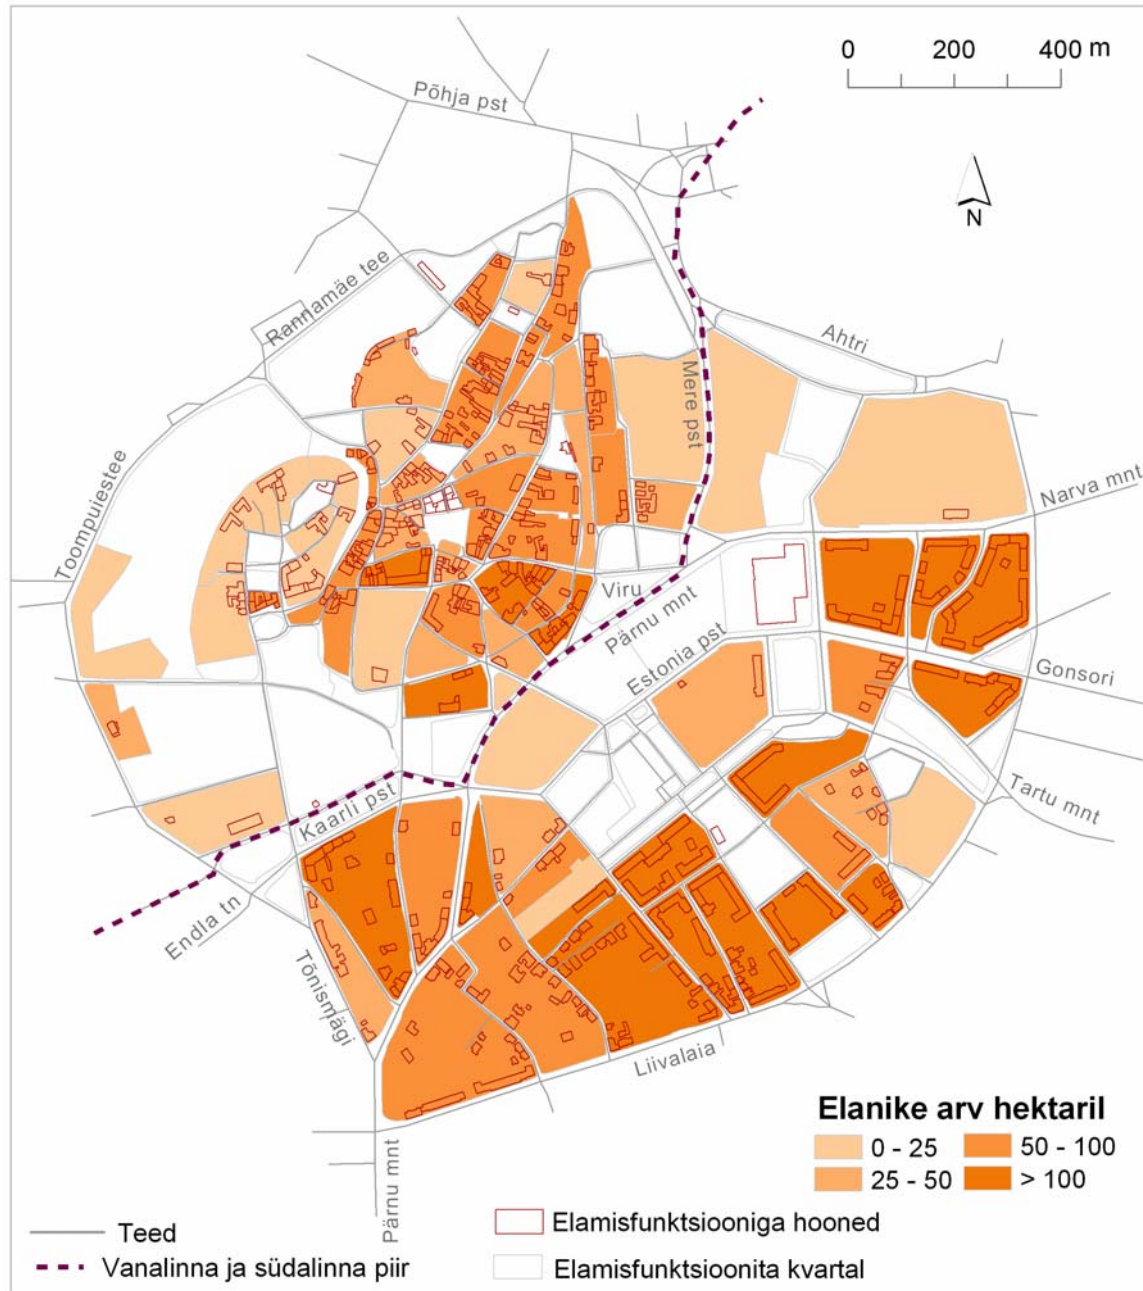 0 200 400 m
Põhja pst
N
Rannamäe tee
Ahtri
Mere pst
Toompuiestee
Narva mnt
Viru
Pärnu mnt
Estonia pst
Gonsori
Tartu mnt
Kaarli pst
Endla tn
Tõnismägi
Liivalaia
Pärnu mnt
Elanike arv hektaril
0 - 25 50 - 100
25 - 50 > 100
Teed
Vanalinna ja südalinna piir
Elamisfunktsiooniga hooned
Elamisfunktsioonita kvartal